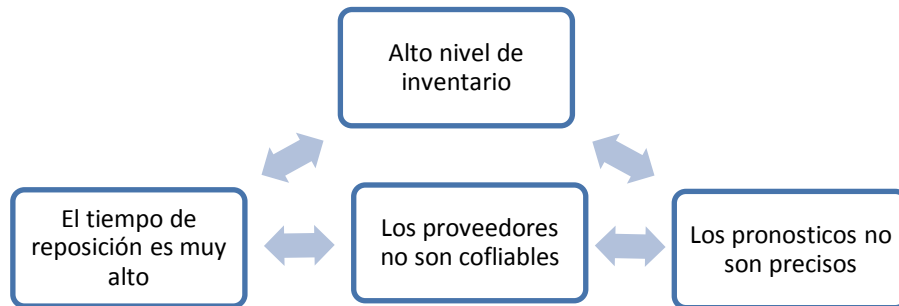 Alto nivel de
inventario
El tiempo de
reposición es muy
alto
Los proveedores
no son cofliables
Los pronosticos no
son precisos